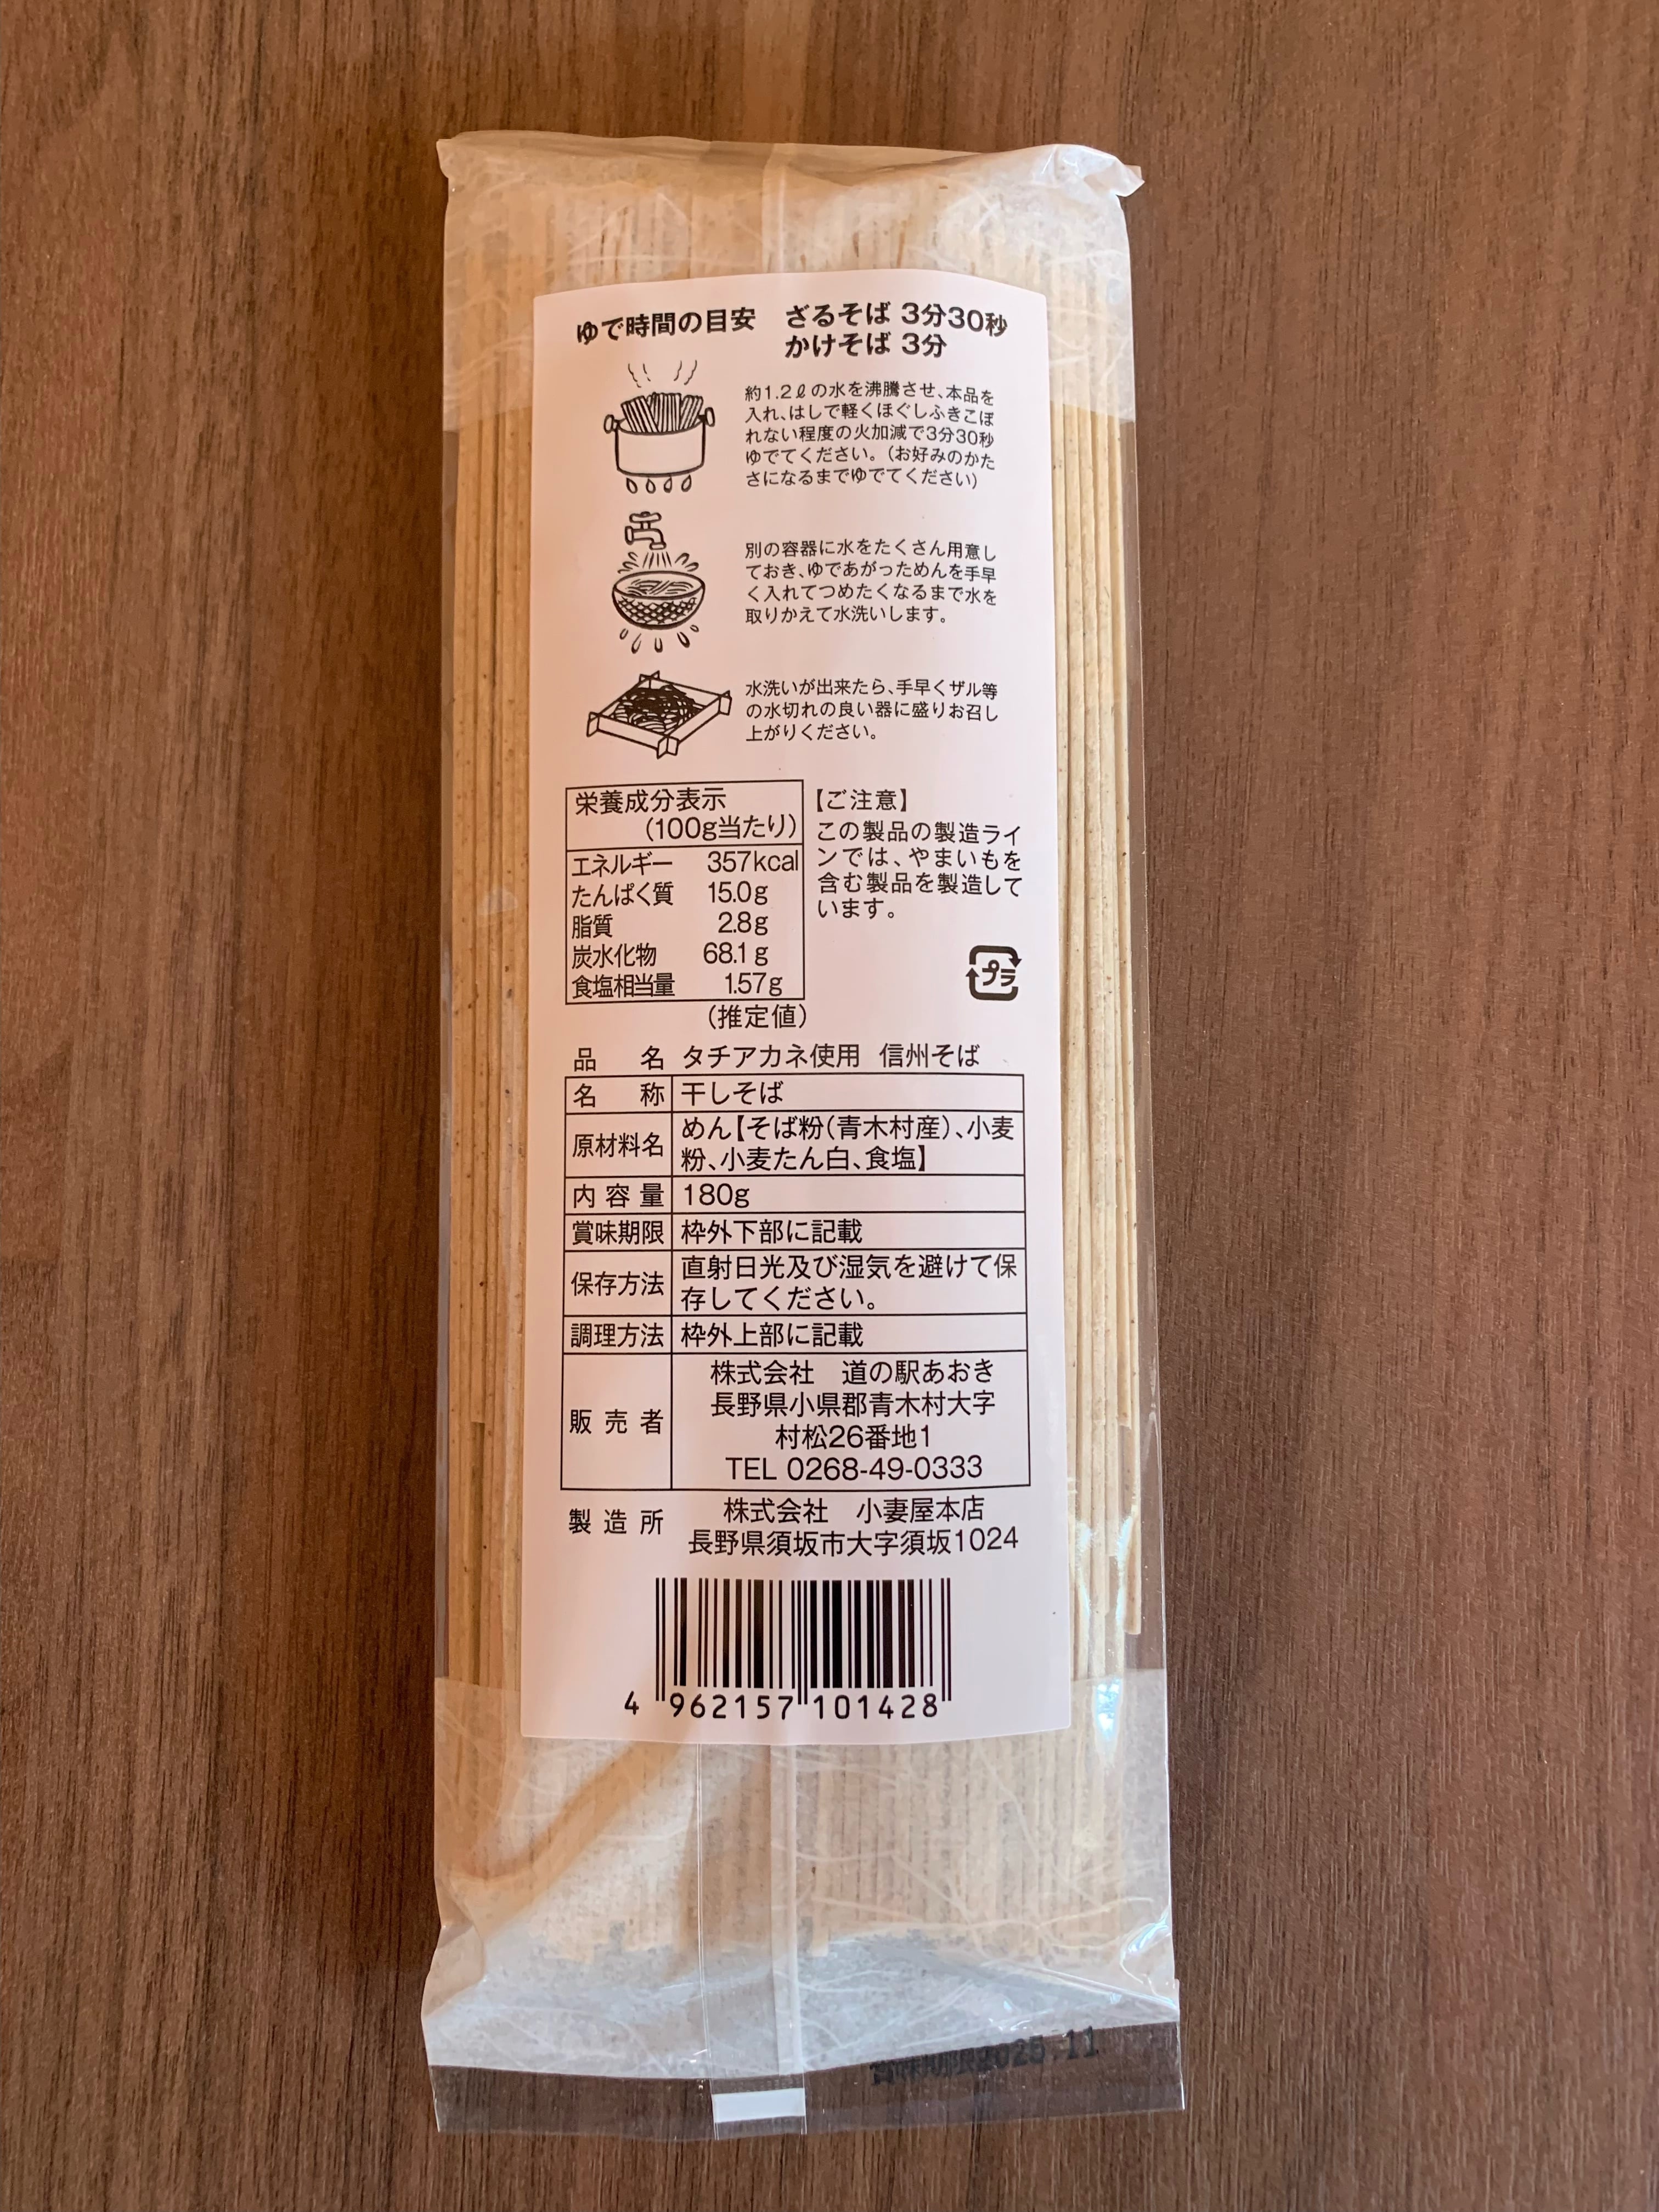 ゆで時間の目安 ざるそば 3分30秒
かけそば 3分
約1.2ℓの水を沸騰させ、本品を
入れ、はしで軽くほぐしふきこぼ
れない程度の火加減で3分30秒
ゆでてください。(お好みのかた
さになるまでゆでてください)
別の容器に水をたくさん用意し
ておき、ゆであがっためんを手早
く入れてつめたくなるまで水を
取りかえて水洗いします。
水洗いが出来たら、手早くザル等
の水切れの良い器に盛りお召し
上がりください。
栄養成分表示
(100g当たり)
エネルギー 357kcal
たんぱく質 15.0g
脂質 2.8g
炭水化物 68.1g
食塩相当量 1.57g
(推定値)
【ご注意】
この製品の製造ライ
ンでは、やまいもを
含む製品を製造して
います。
プラ
品名 タチアカネ使用 信州そば
名称 干しそば
原材料名 めん【そば粉(青木村産)、小麦
粉、小麦たん白、食塩】
内容量 180g
賞味期限 枠外下部に記載
保存方法 直射日光及び湿気を避けて保
存してください。
調理方法 枠外上部に記載
販売者 株式会社 道の駅あおき
長野県小県郡青木村大字
村松26番地1
TEL 0268-49-0333
製造所 株式会社 小妻屋本店
長野県須坂市大字須坂1024
4 962157 101428
賞味期限2025.11